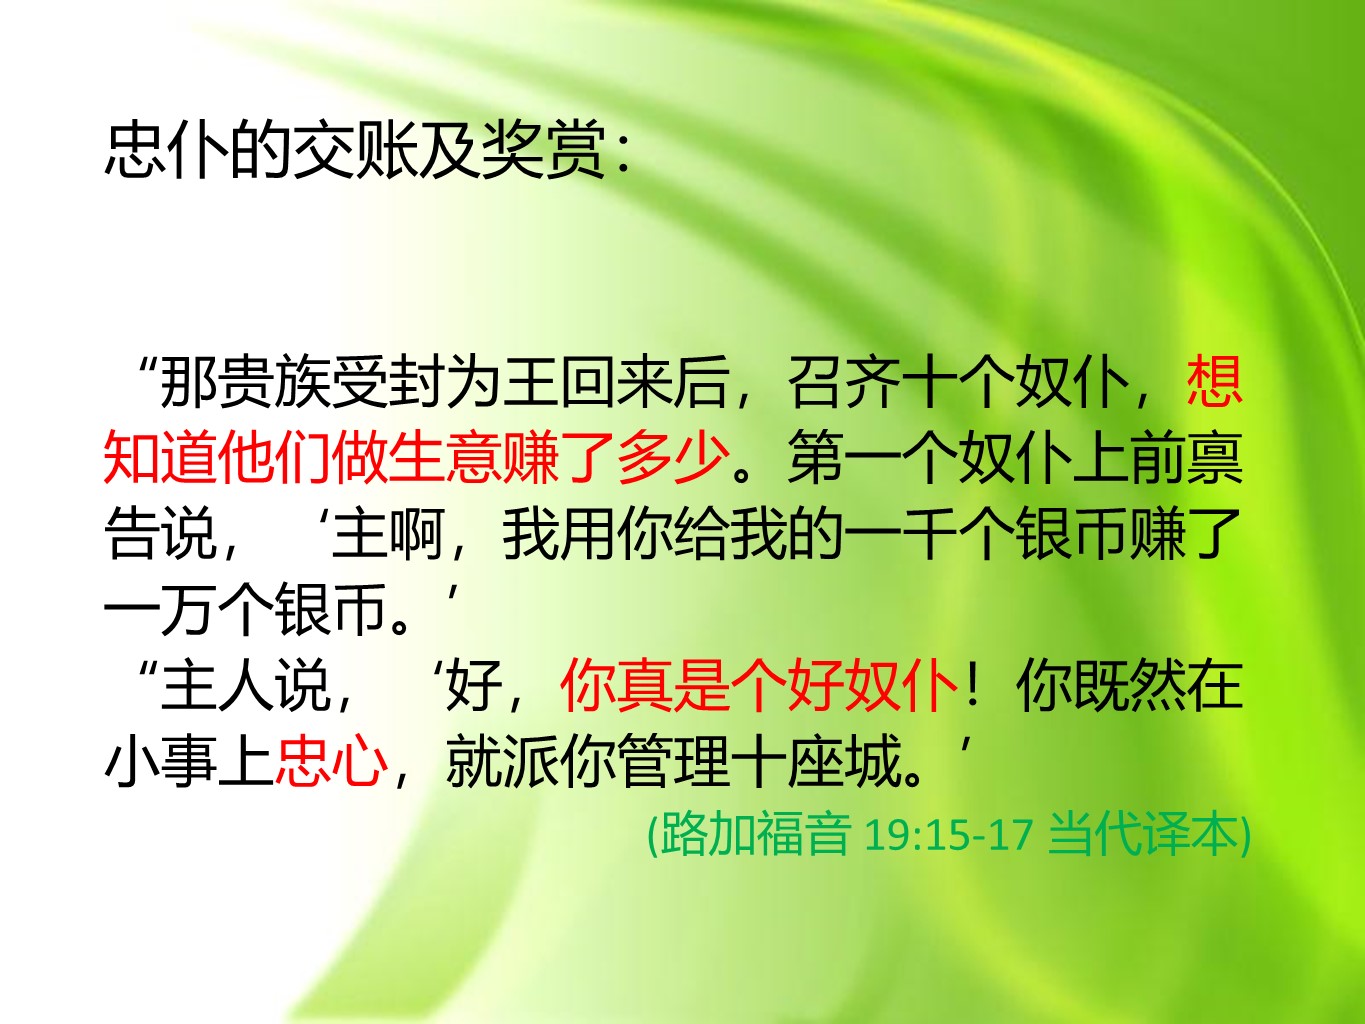 忠仆的交账及奖赏：
“那贵族受封为王回来后，召齐十个奴仆，想
知道他们做生意赚了多少。第一个奴仆上前禀
告说，‘主啊，我用你给我的一千个银币赚了
一万个银币。’
“主人说，‘好，你真是个好奴仆！你既然在
小事上忠心，就派你管理十座城。’
(路加福音 19:15-17 当代译本)